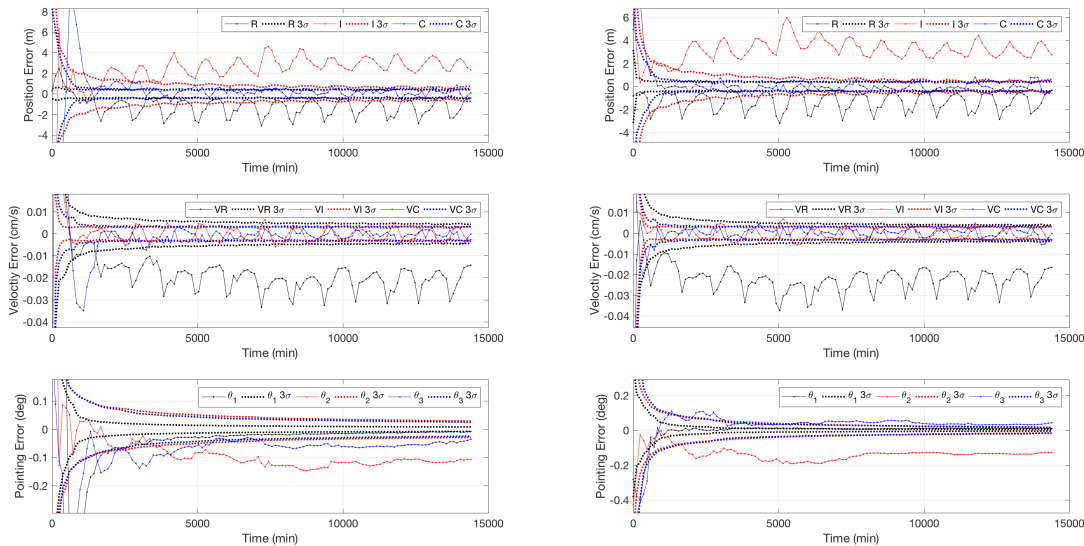 8
6
4
2
0
-2
-4
Position Error (m)
R R 3σ I I 3σ C C 3σ
0 5000 10000 15000
Time (min)
6
4
2
0
-2
-4
Position Error (m)
R R 3σ I I 3σ C C 3σ
0 5000 10000 15000
Time (min)
0.01
0
-0.01
-0.02
-0.03
-0.04
Veloctiy Error (cm/s)
VR VR 3σ VI VI 3σ VC VC 3σ
0 5000 10000 15000
Time (min)
0.01
0
-0.01
-0.02
-0.03
-0.04
Veloctiy Error (cm/s)
VR VR 3σ VI VI 3σ VC VC 3σ
0 5000 10000 15000
Time (min)
0.1
0
-0.1
-0.2
Pointing Error (deg)
θ1 θ1 3σ θ2 θ2 3σ θ3 θ3 3σ
0 5000 10000 15000
Time (min)
0.2
0
-0.2
-0.4
Pointing Error (deg)
θ1 θ1 3σ θ2 θ2 3σ θ3 θ3 3σ
0 5000 10000 15000
Time (min)